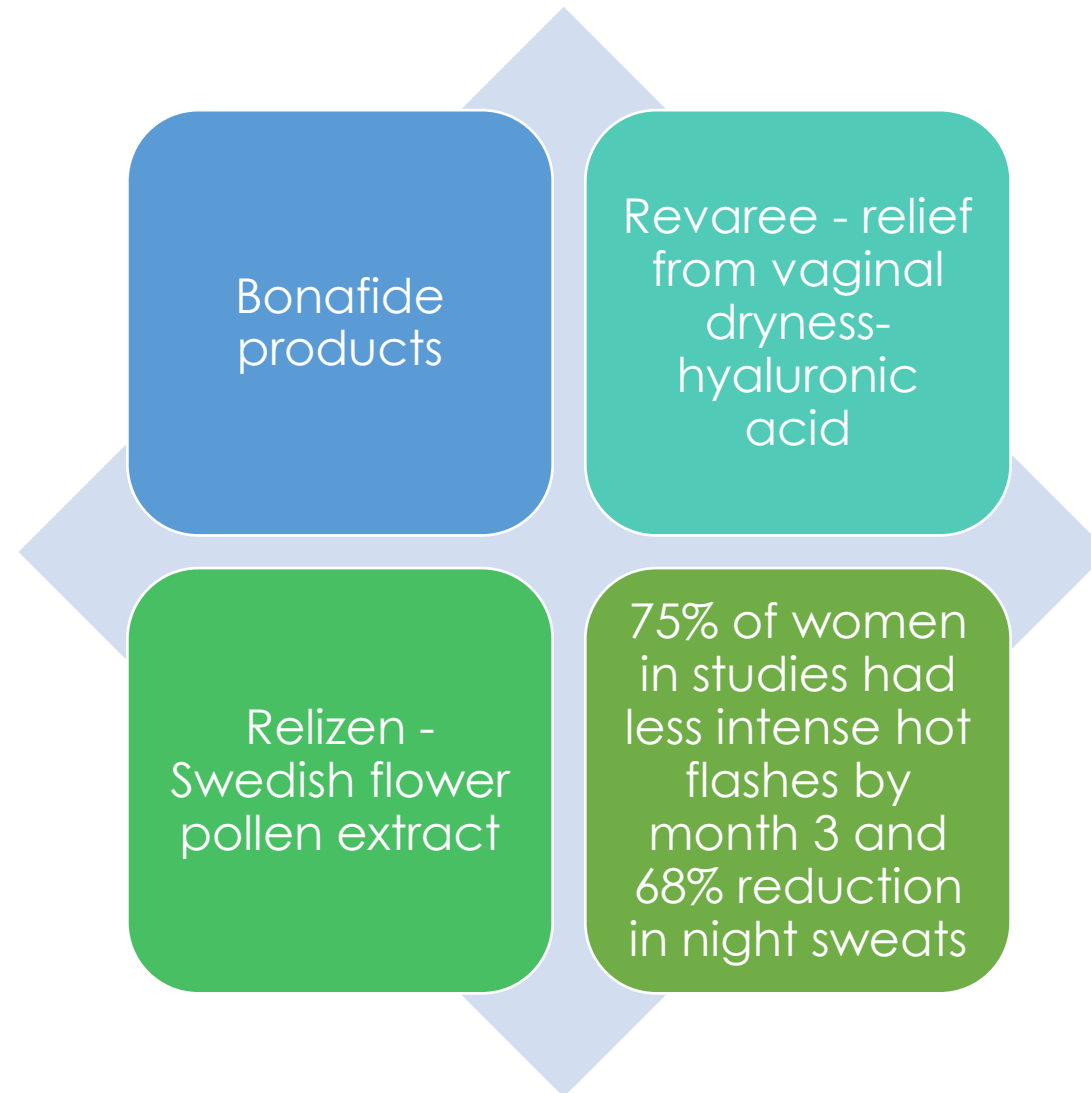 Bonafide
products
Revaree - relief
from vaginal
dryness-
hyaluronic
acid
Relizen -
Swedish flower
pollen extract
75% of women
in studies had
less intense hot
flashes by
month 3 and
68% reduction
in night sweats